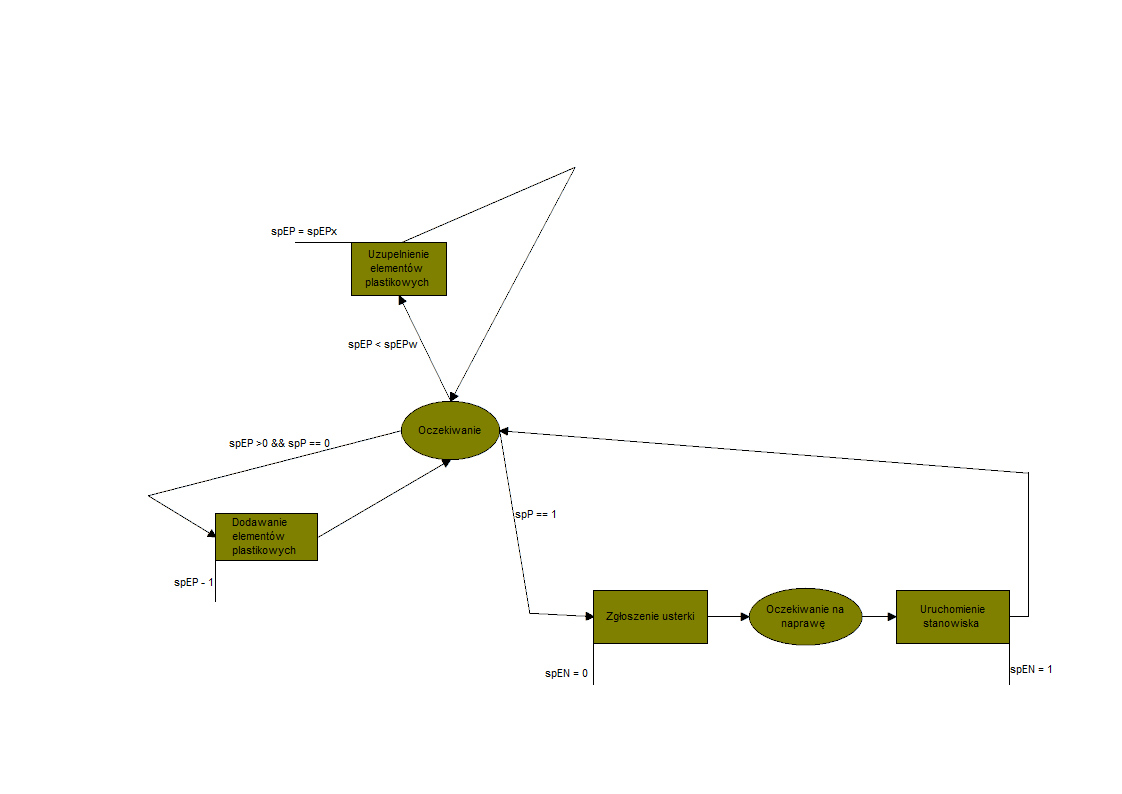 spEP = spEPx
Uzupelnienie
elementów
plastikowych
spEP < spEPw
Oczekiwanie
spEP >0 && spP == 0
Dodawanie
elementów
plastikowych
spEP - 1
spP == 1
Zgłoszenie usterki
Oczekiwanie na
naprawę
Uruchomienie
stanowiska
spEN = 0
spEN = 1